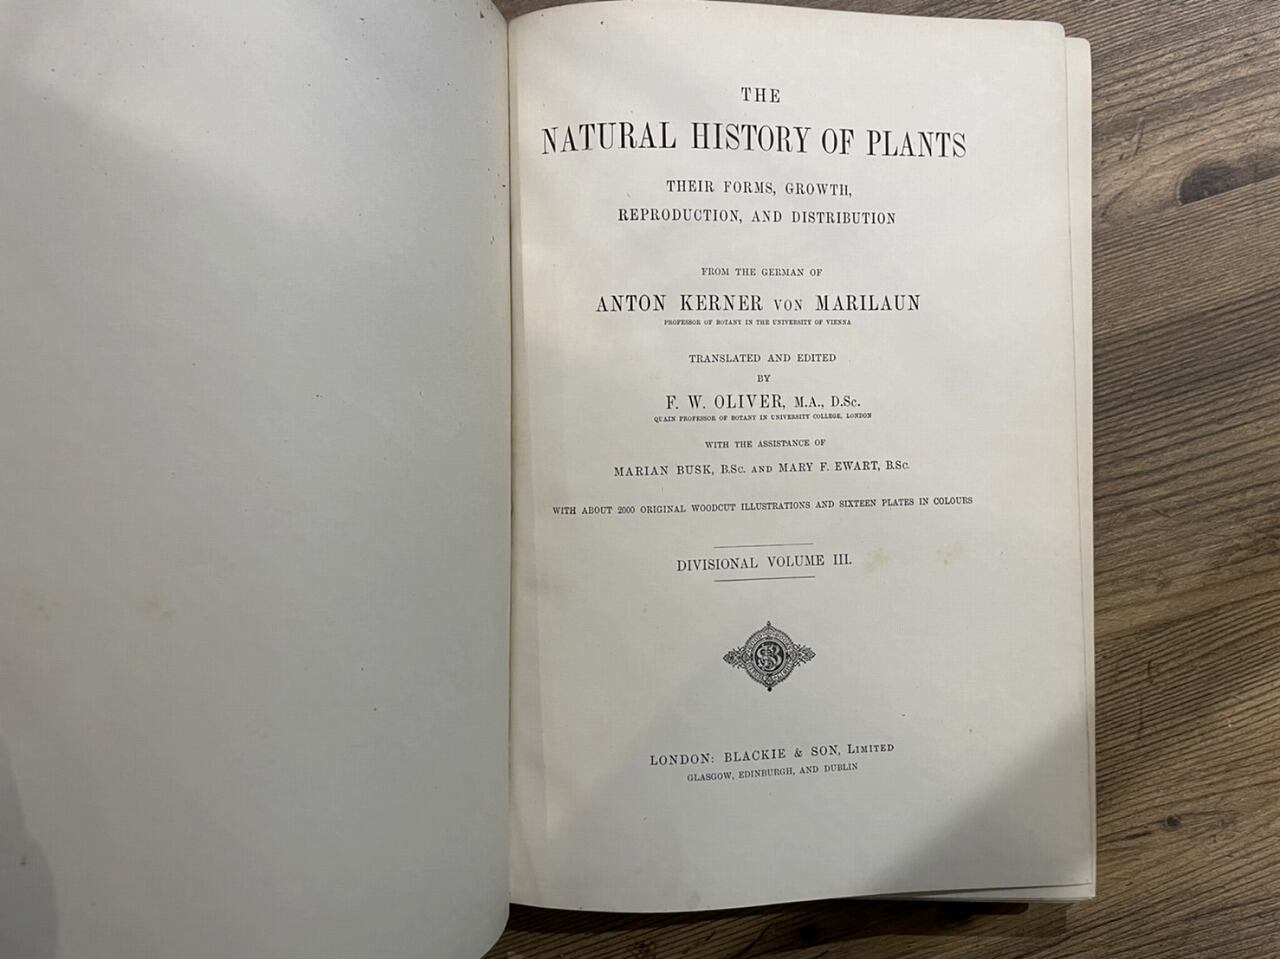 THE
NATURAL HISTORY OF PLANTS
THEIR FORMS, GROWTH,
REPRODUCTION, AND DISTRIBUTION
FROM THE GERMAN OF
ANTON KERNER VON MARILAUN
PROFESSOR OF BOTANY IN THE UNIVERSITY OF VIENNA
TRANSLATED AND EDITED
BY
F. W. OLIVER, M.A., D.Sc.
QUAIN PROFESSOR OF BOTANY IN UNIVERSITY COLLEGE, LONDON
WITH THE ASSISTANCE OF
MARIAN BUSK, B.Sc. AND MARY F. EWART, B.Sc.
WITH ABOUT 2000 ORIGINAL WOODCUT ILLUSTRATIONS AND SIXTEEN PLATES IN COLOURS
DIVISIONAL VOLUME III.
LONDON: BLACKIE & SON, LIMITED
GLASGOW, EDINBURGH, AND DUBLIN